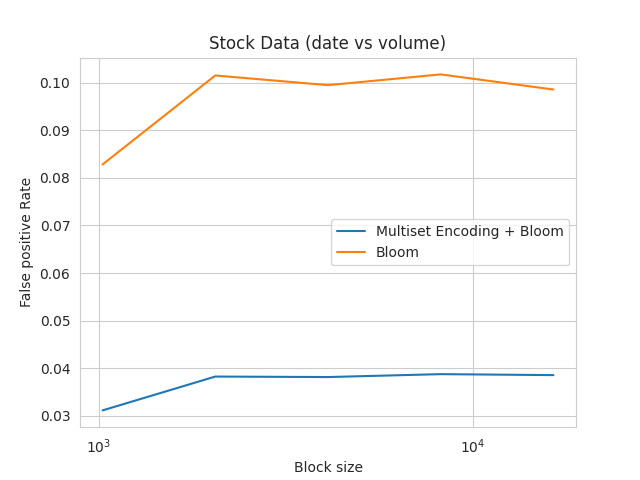 Stock Data (date vs volume)
0.10
0.09
0.08
0.07
0.06
0.05
0.04
0.03
False positive Rate
Multiset Encoding + Bloom
Bloom
10³
10⁴
Block size